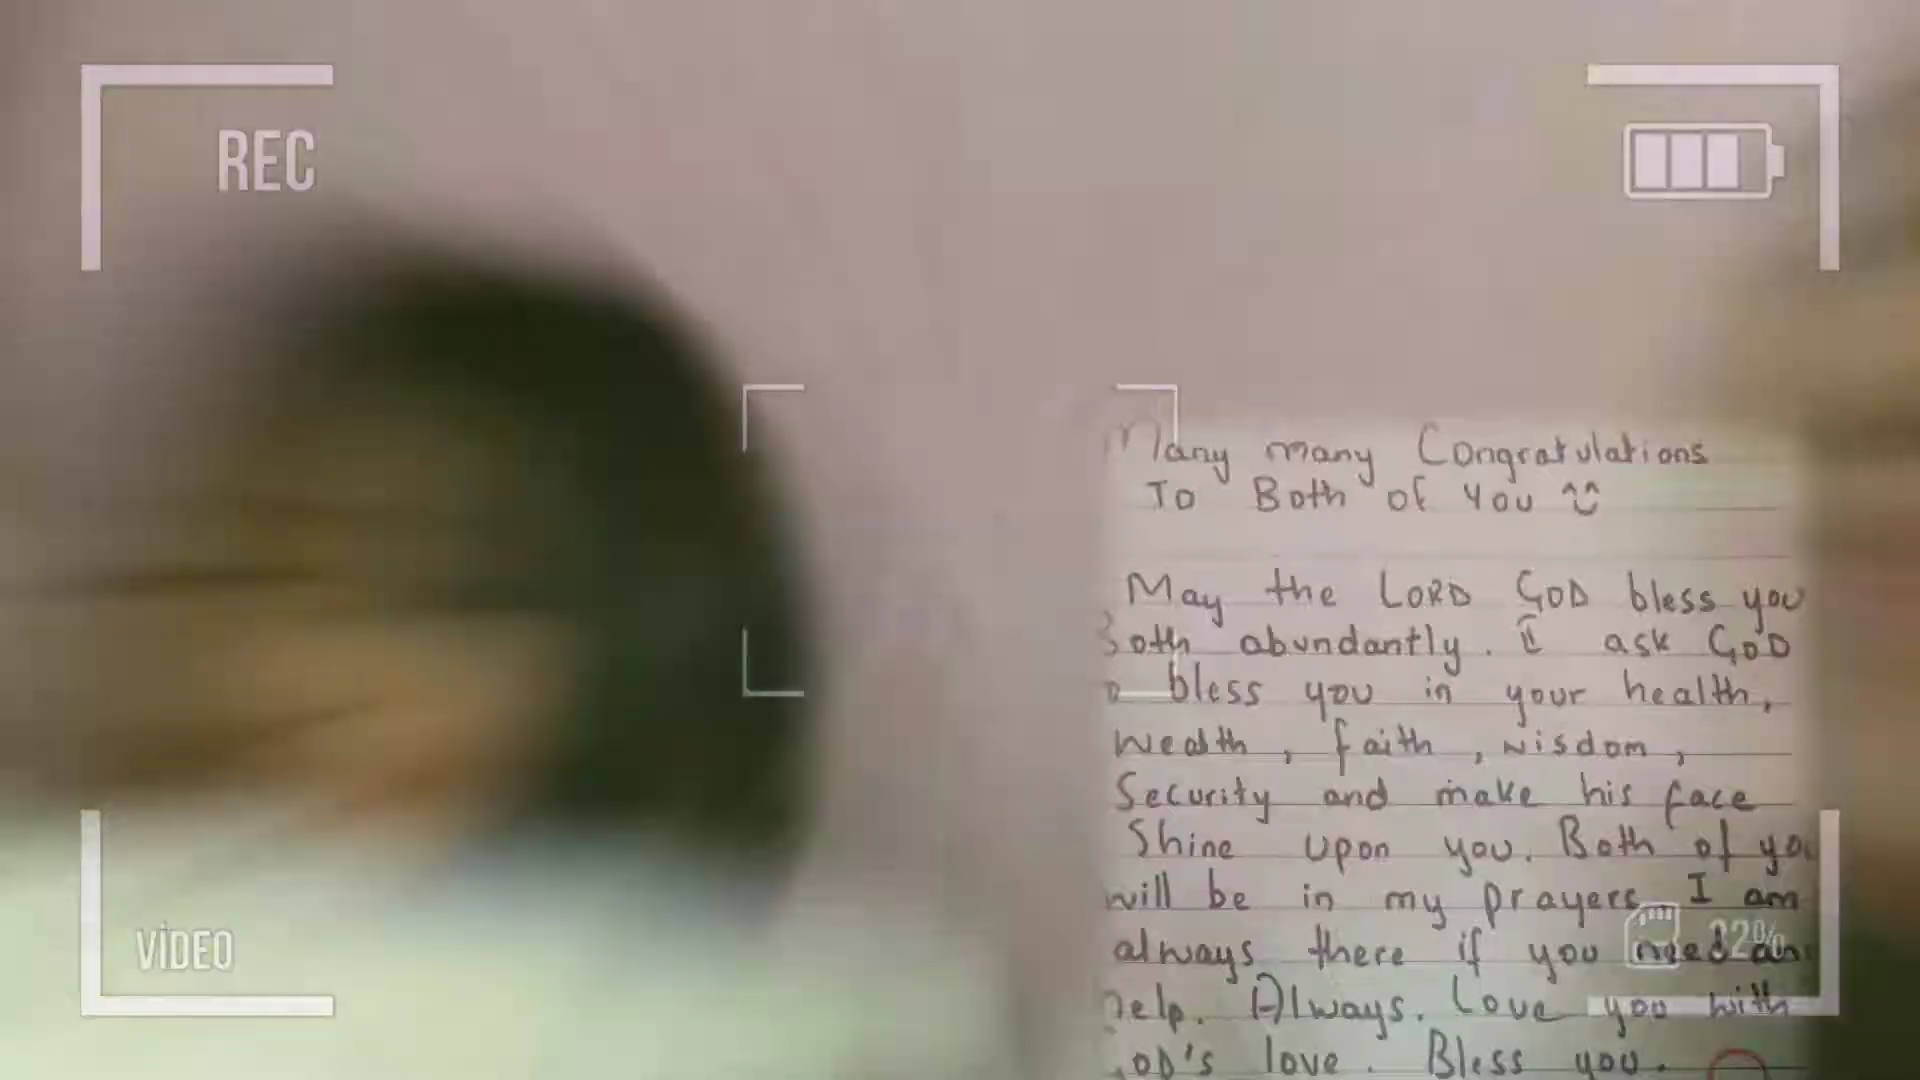 REC
Many many Congratulations
To Both of You ^^
May the LORD GOD bless you
Both abundantly. I ask GOD
bless you in your health,
wealth, faith, wisdom,
Security and make his face
Shine upon you. Both of you
will be in my prayers I am
always there if you need an
help. Always. Love you with
GOD's love. Bless you.
VIDEO
32%